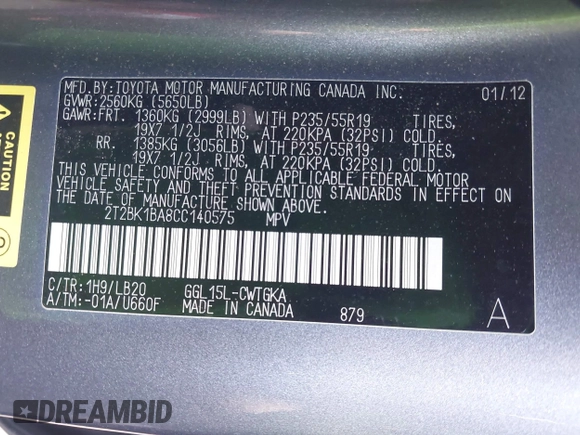 MFD.BY:TOYOTA MOTOR MANUFACTURING CANADA INC. 01/12
GVWR:2560KG (5650LB)
GAWR:FRT. 1360KG (2999LB) WITH P235/55R19 TIRES,
19X7 1/2J RIMS, AT 220KPA (32PSI) COLD.
RR. 1385KG (3056LB) WITH P235/55R19 TIRES,
19X7 1/2J RIMS, AT 220KPA (32PSI) COLD.
THIS VEHICLE CONFORMS TO ALL APPLICABLE FEDERAL MOTOR
VEHICLE SAFETY AND THEFT PREVENTION STANDARDS IN EFFECT ON
THE DATE OF MANUFACTURE SHOWN ABOVE.
2T2BK1BA8CC140575 MPV
C/TR:1H9/LB20 GGL15L-CWTGKA
A/TM:-01A/U660F MADE IN CANADA 879 A
CAUTION
DREAMBID